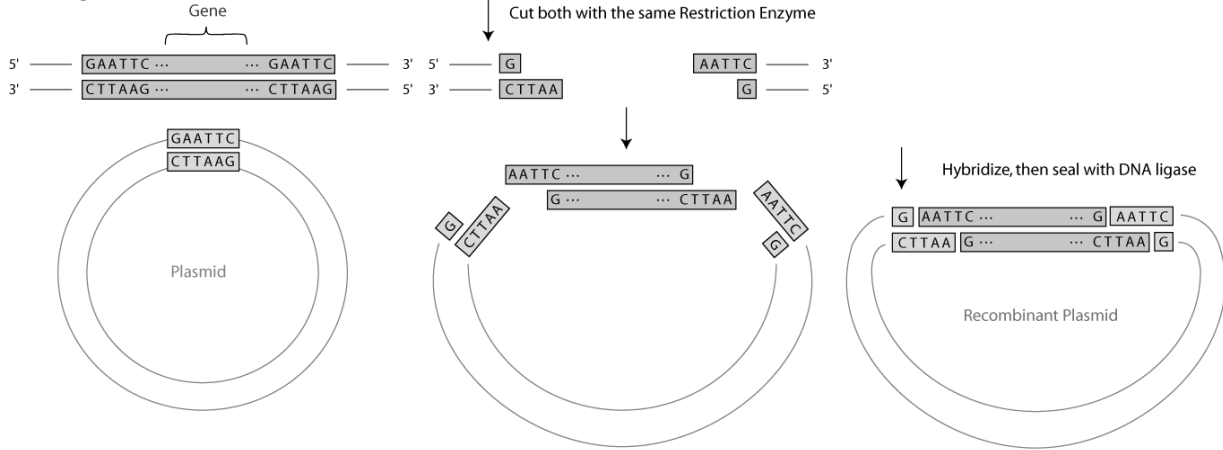 Gene
Cut both with the same Restriction Enzyme
5' GAATTC ··· ··· GAATTC 3'
3' CTTAAG ··· ··· CTTAAG 5'
5' G AATTC 3'
3' CTTAA G 5'
GAATTC
CTTAAG
Plasmid
AATTC ··· ··· G
G ··· ··· CTTAA
G
CTTAA
AATTC
G
Hybridize, then seal with DNA ligase
G AATTC ··· ··· G AATTC
CTTAA G ··· ··· CTTAA G
Recombinant Plasmid